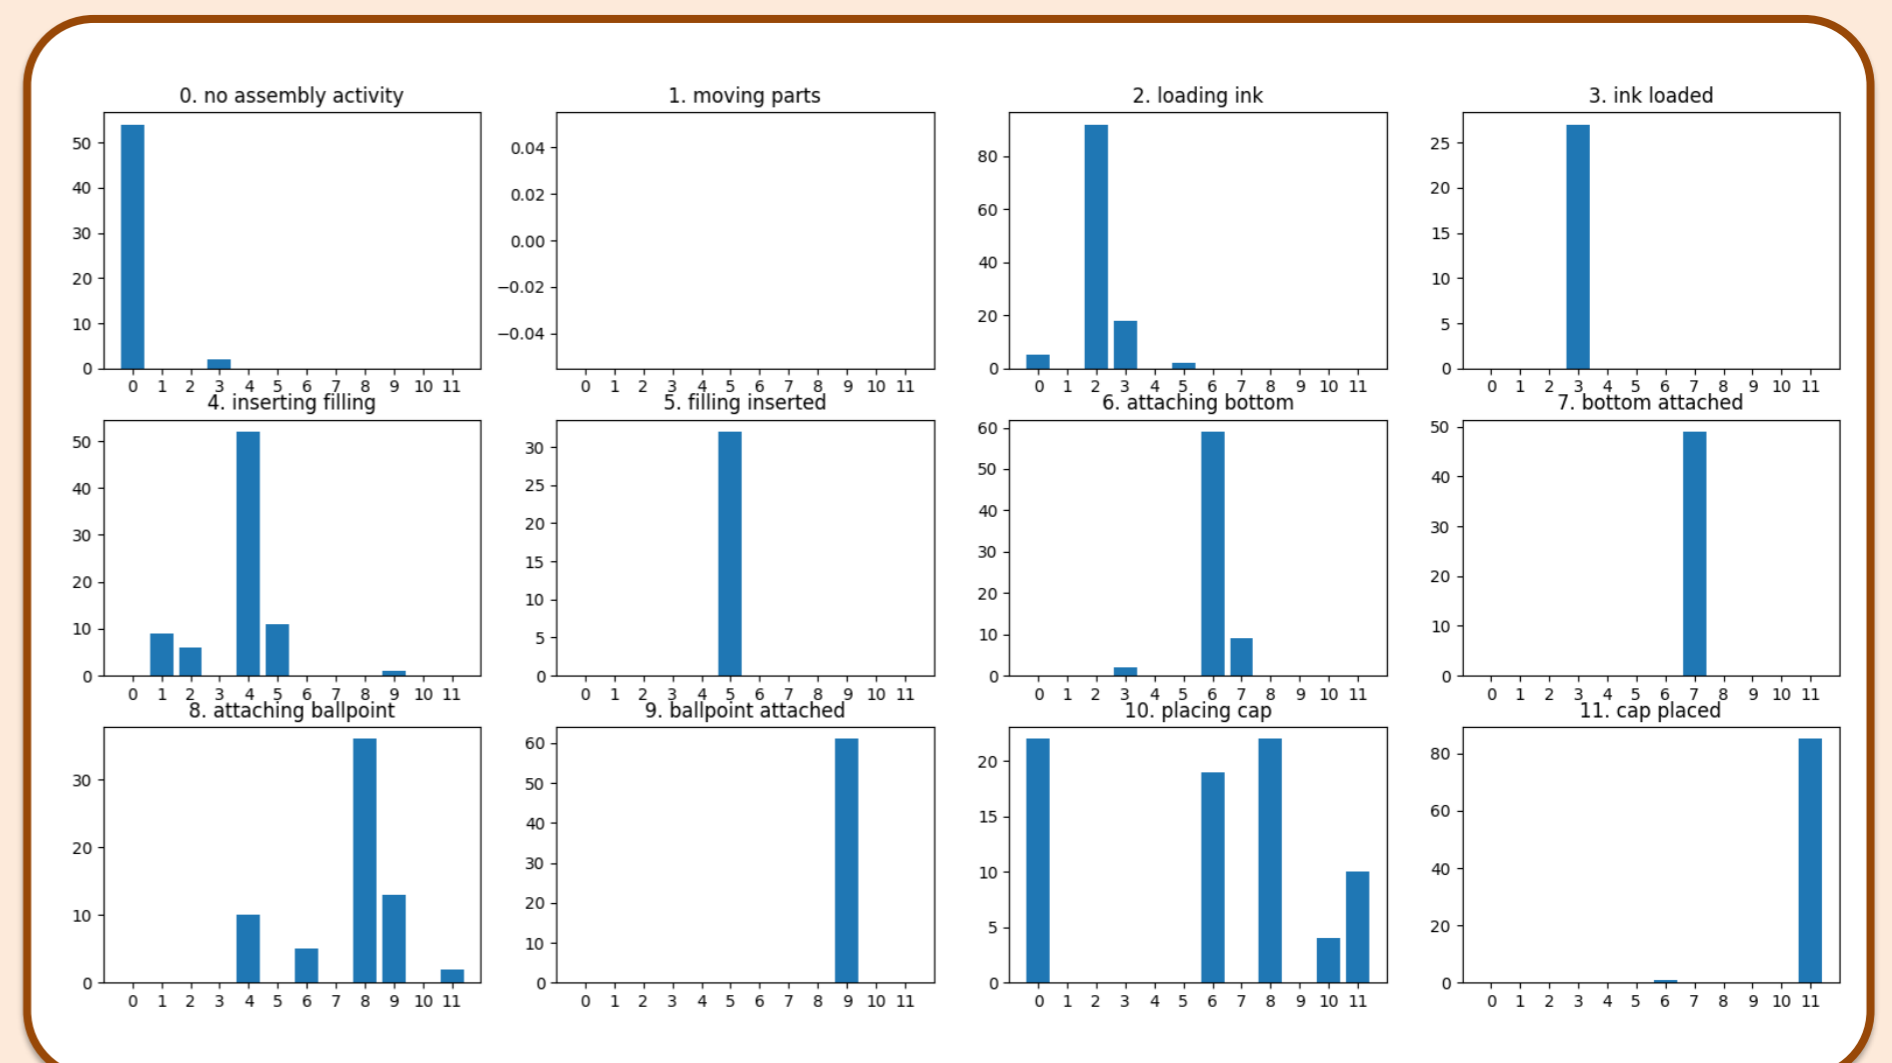 0. no assembly activity
50
40
30
20
10
0
0 1 2 3 4 5 6 7 8 9 10 11
1. moving parts
0.04
0.02
0.00
−0.02
−0.04
0 1 2 3 4 5 6 7 8 9 10 11
2. loading ink
80
60
40
20
0
0 1 2 3 4 5 6 7 8 9 10 11
3. ink loaded
25
20
15
10
5
0
0 1 2 3 4 5 6 7 8 9 10 11
4. inserting filling
50
40
30
20
10
0
0 1 2 3 4 5 6 7 8 9 10 11
5. filling inserted
30
25
20
15
10
5
0
0 1 2 3 4 5 6 7 8 9 10 11
6. attaching bottom
60
50
40
30
20
10
0
0 1 2 3 4 5 6 7 8 9 10 11
7. bottom attached
50
40
30
20
10
0
0 1 2 3 4 5 6 7 8 9 10 11
8. attaching ballpoint
30
20
10
0
0 1 2 3 4 5 6 7 8 9 10 11
9. ballpoint attached
60
50
40
30
20
10
0
0 1 2 3 4 5 6 7 8 9 10 11
10. placing cap
20
15
10
5
0
0 1 2 3 4 5 6 7 8 9 10 11
11. cap placed
80
60
40
20
0
0 1 2 3 4 5 6 7 8 9 10 11